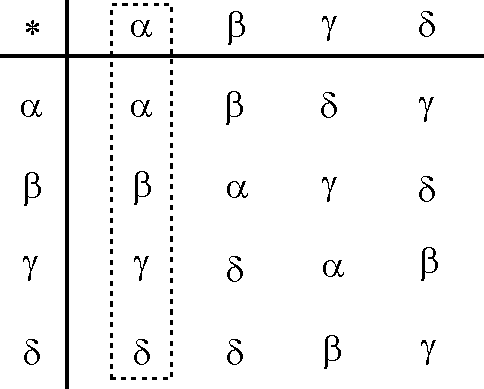 * α β γ δ
α α β δ γ
β β α γ δ
γ γ δ α β
δ δ δ β γ